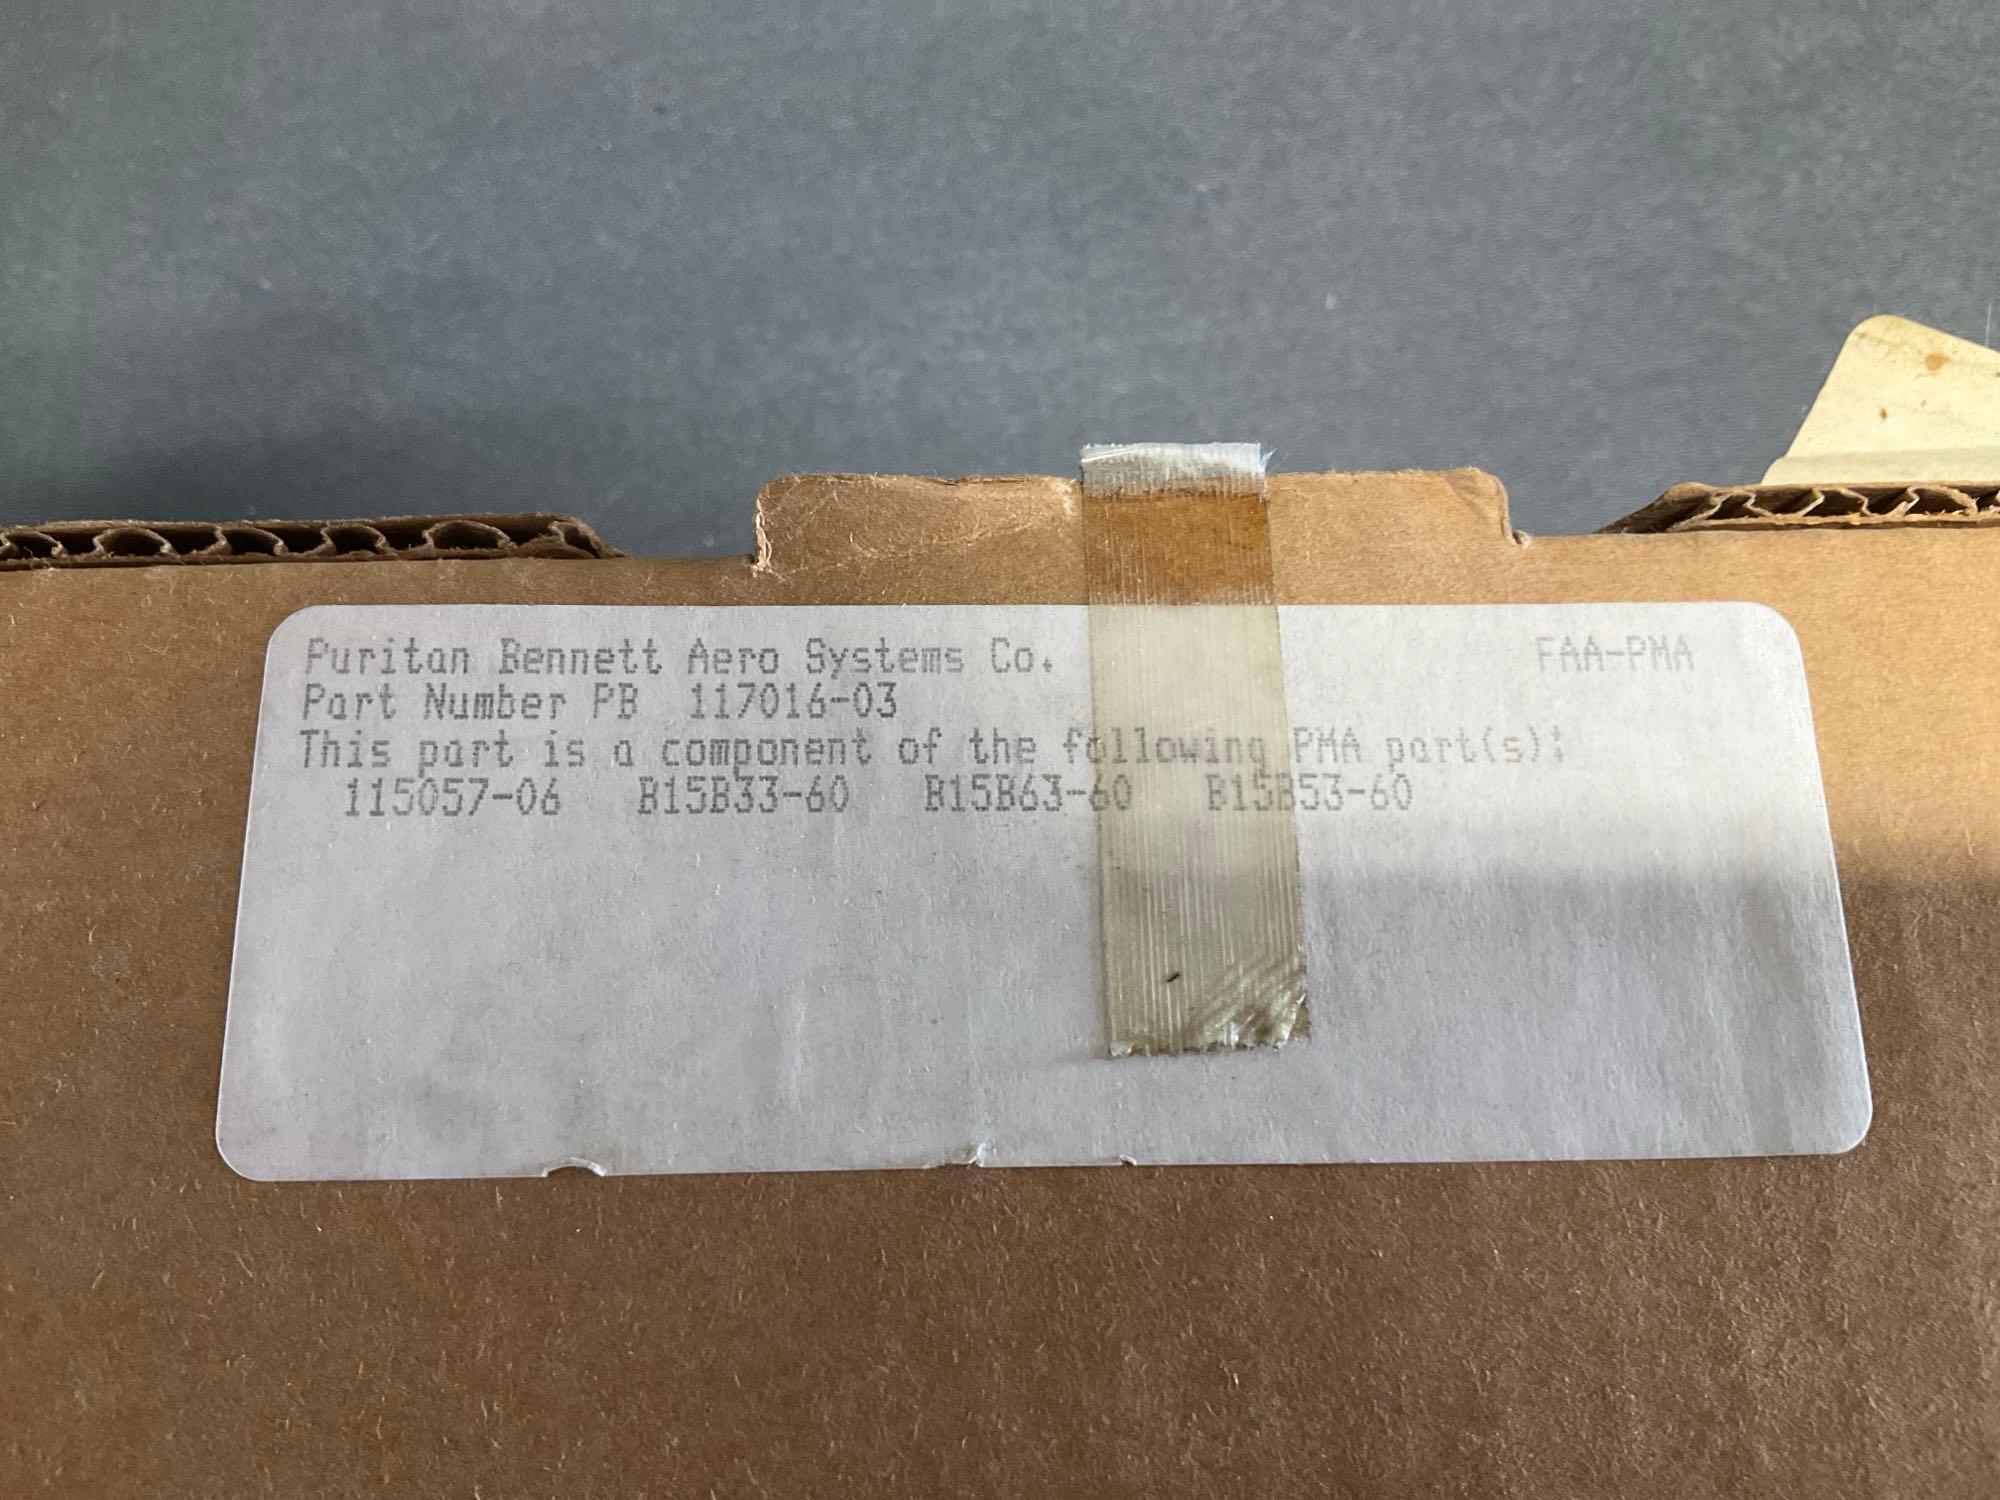 Puritan Bennett Aero Systems Co. FAA-PMA
Part Number PB 117016-03
This part is a component of the following PMA part(s):
115057-06 B15B33-60 B15B63-60 B15B53-60